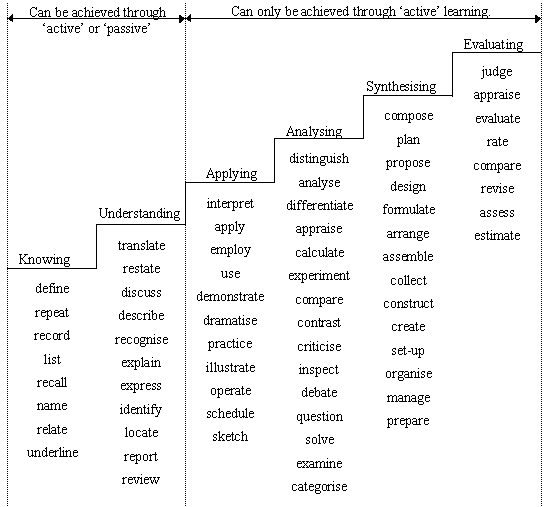 Can be achieved through
‘active’ or ‘passive’
Can only be achieved through ‘active’ learning.
Knowing
define
repeat
record
list
recall
name
relate
underline
Understanding
translate
restate
discuss
describe
recognise
explain
express
identify
locate
report
review
Applying
interpret
apply
employ
use
demonstrate
dramatise
practice
illustrate
operate
schedule
sketch
Analysing
distinguish
analyse
differentiate
appraise
calculate
experiment
compare
contrast
criticise
inspect
debate
question
solve
examine
categorise
Synthesising
compose
plan
propose
design
formulate
arrange
assemble
collect
construct
create
set-up
organise
manage
prepare
Evaluating
judge
appraise
evaluate
rate
compare
revise
assess
estimate